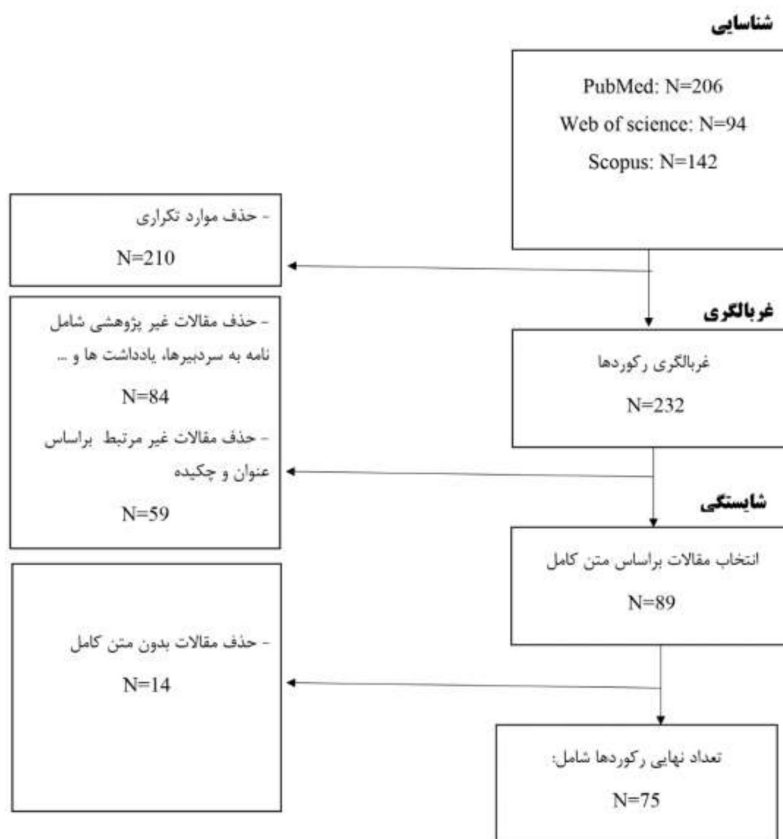 شناسایی
PubMed: N=206
Web of science: N=94
Scopus: N=142
- حذف موارد تکراری
N=210
غربالگری
غربالگری رکوردها
N=232
- حذف مقالات غیر پژوهشی شامل
نامه به سردبیرها، یادداشت ها و ...
N=84
- حذف مقالات غیر مرتبط براساس
عنوان و چکیده
N=59
شایستگی
انتخاب مقالات براساس متن کامل
N=89
- حذف مقالات بدون متن کامل
N=14
تعداد نهایی رکوردها شامل:
N=75